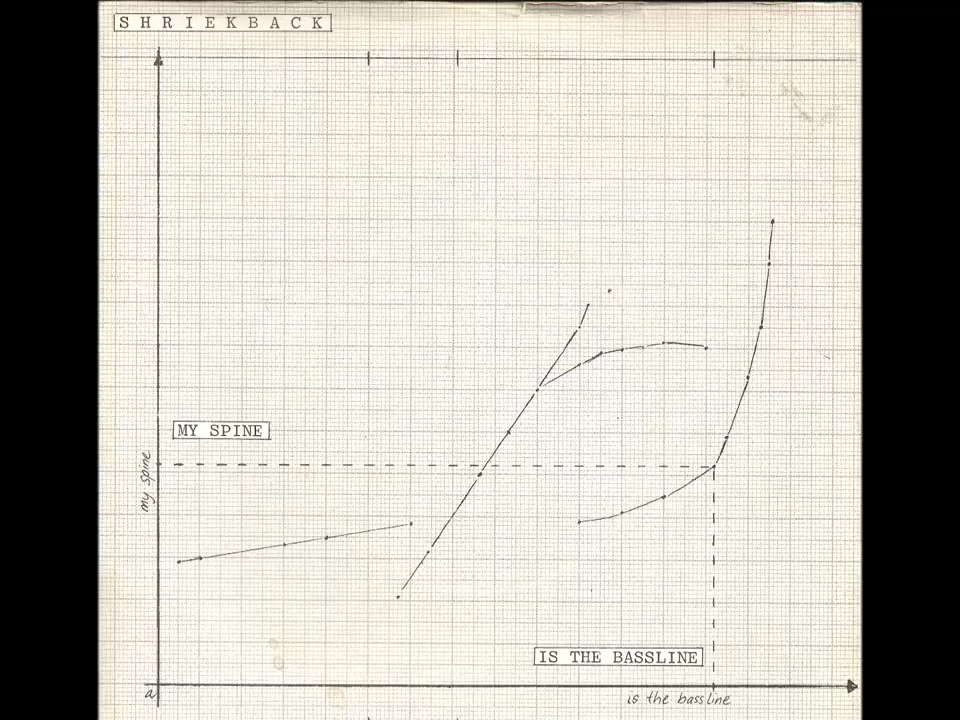 SHRIEKBACK
MY SPINE
my spine
IS THE BASSLINE
a
is the bassline